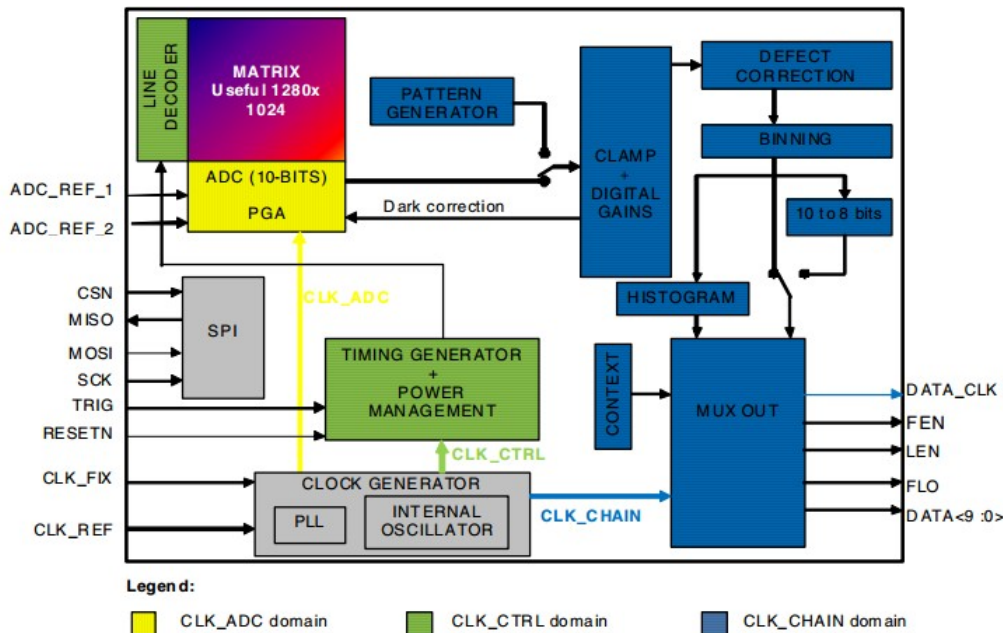 LINE
DECODER
MATRIX
Useful 1280x
1024
ADC (10-BITS)
PGA
PATTERN
GENERATOR
CLAMP
+
DIGITAL
GAINS
DEFECT
CORRECTION
BINNING
10 to 8 bits
Dark correction
HISTOGRAM
ADC_REF_1
ADC_REF_2
CLK_ADC
CSN
MISO
MOSI
SCK
SPI
TRIG
RESETN
TIMING GENERATOR
+
POWER
MANAGEMENT
CONTEXT
MUX OUT
DATA_CLK
FEN
LEN
FLO
DATA<9 :0>
CLK_CTRL
CLK_FIX
CLK_REF
CLOCK GENERATOR
PLL
INTERNAL
OSCILLATOR
CLK_CHAIN
Legend:
CLK_ADC domain
CLK_CTRL domain
CLK_CHAIN domain